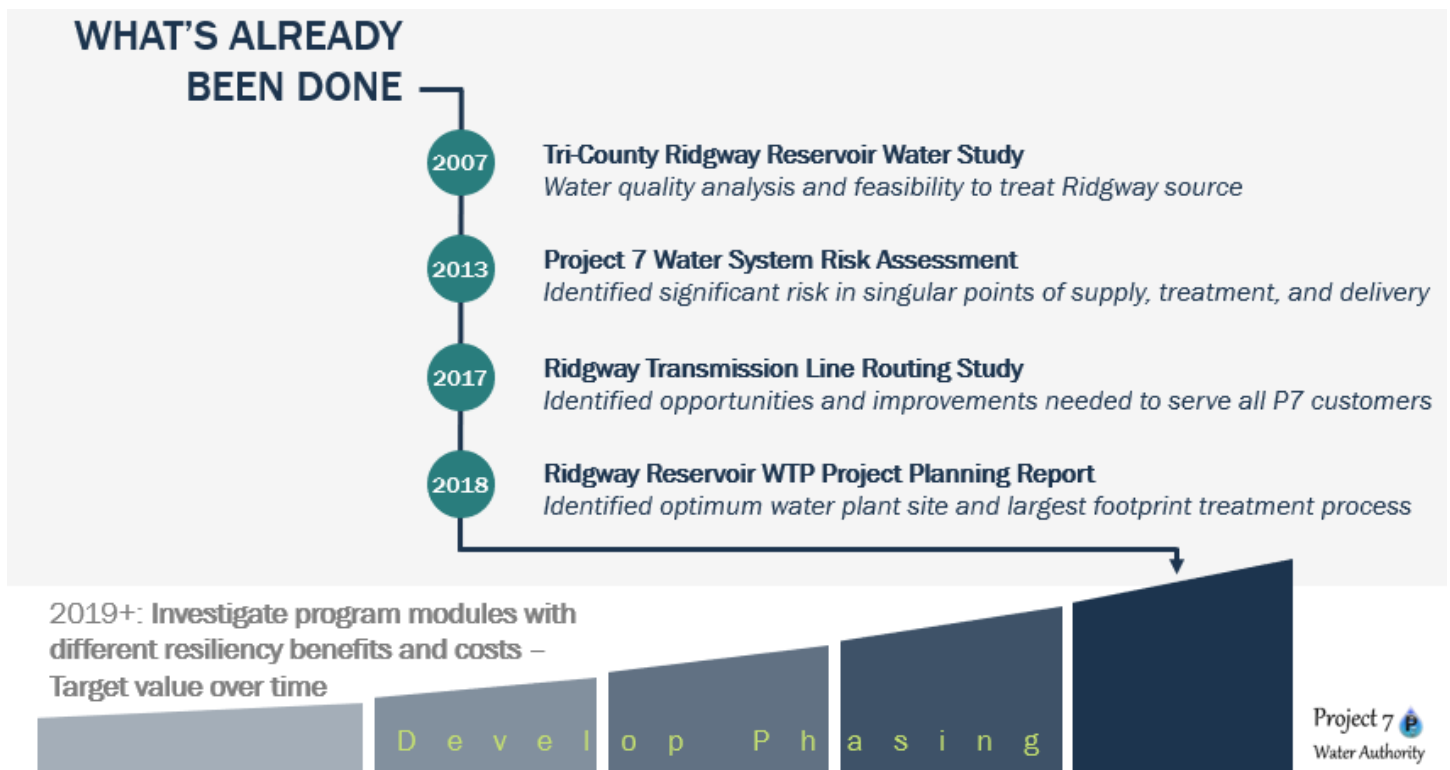 WHAT'S ALREADY
BEEN DONE
2007
Tri-County Ridgway Reservoir Water Study
Water quality analysis and feasibility to treat Ridgway source
2013
Project 7 Water System Risk Assessment
Identified significant risk in singular points of supply, treatment, and delivery
2017
Ridgway Transmission Line Routing Study
Identified opportunities and improvements needed to serve all P7 customers
2018
Ridgway Reservoir WTP Project Planning Report
Identified optimum water plant site and largest footprint treatment process
2019+: Investigate program modules with
different resiliency benefits and costs –
Target value over time
Develop Phasing
Project 7 P
Water Authority